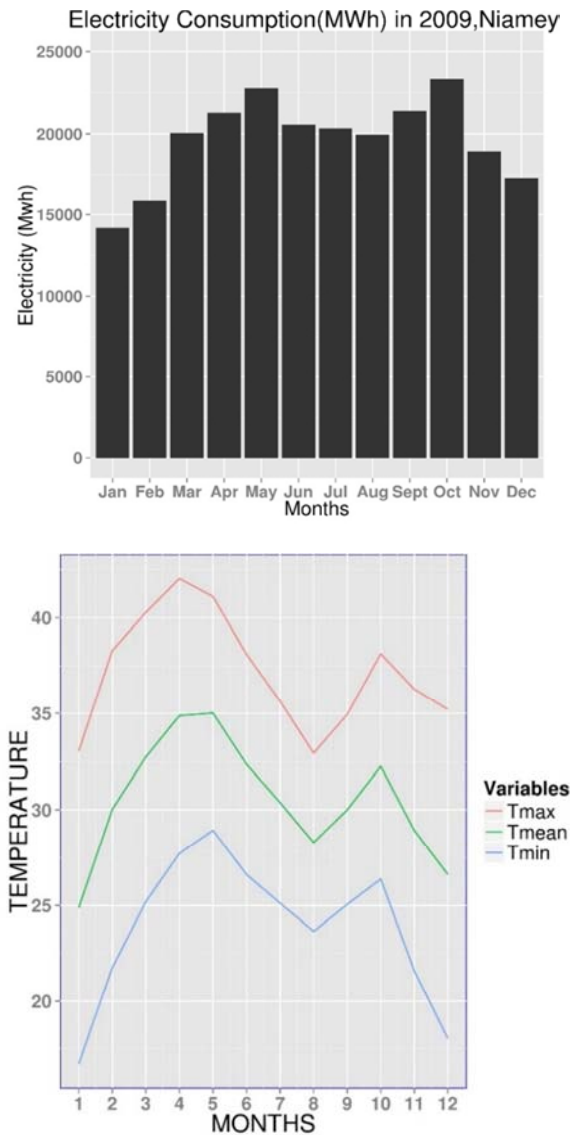 Electricity Consumption(MWh) in 2009,Niamey
25000
20000
15000
10000
5000
0
Electricity (Mwh)
Jan Feb Mar Apr May Jun Jul Aug Sept Oct Nov Dec
Months
40
35
30
25
20
TEMPERATURE
1 2 3 4 5 6 7 8 9 10 11 12
MONTHS
Variables
Tmax
Tmean
Tmin